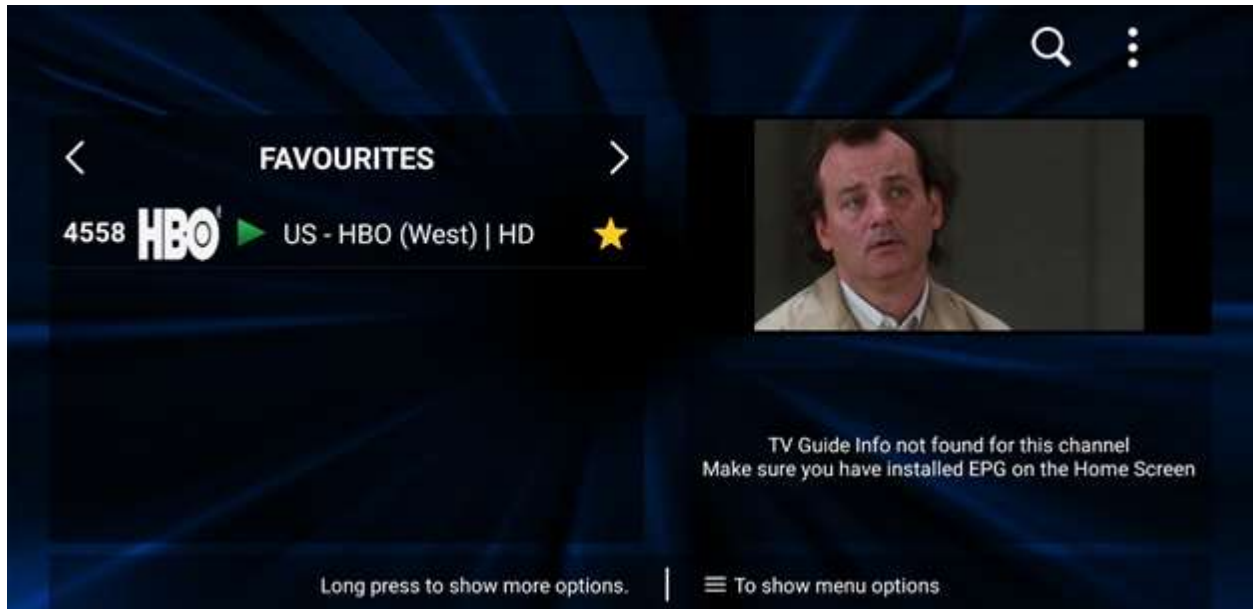 FAVOURITES
4558 HBO US - HBO (West) | HD
TV Guide Info not found for this channel
Make sure you have installed EPG on the Home Screen
Long press to show more options.
To show menu options